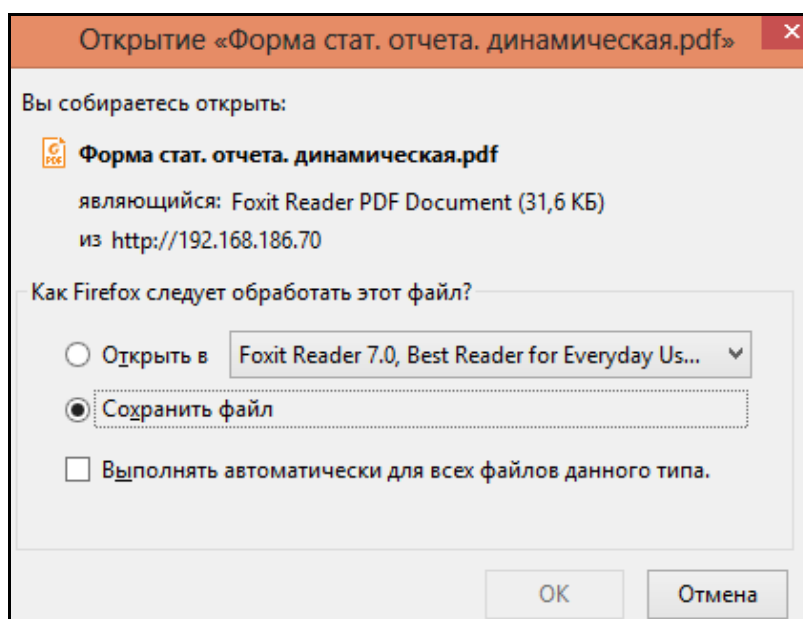 Открытие «Форма стат. отчета. динамическая.pdf»
Вы собираетесь открыть:
Форма стат. отчета. динамическая.pdf
являющийся: Foxit Reader PDF Document (31,6 КБ)
из http://192.168.186.70
Как Firefox следует обработать этот файл?
Открыть в Foxit Reader 7.0, Best Reader for Everyday Us...
Сохранить файл
Выполнять автоматически для всех файлов данного типа.
ОК Отмена